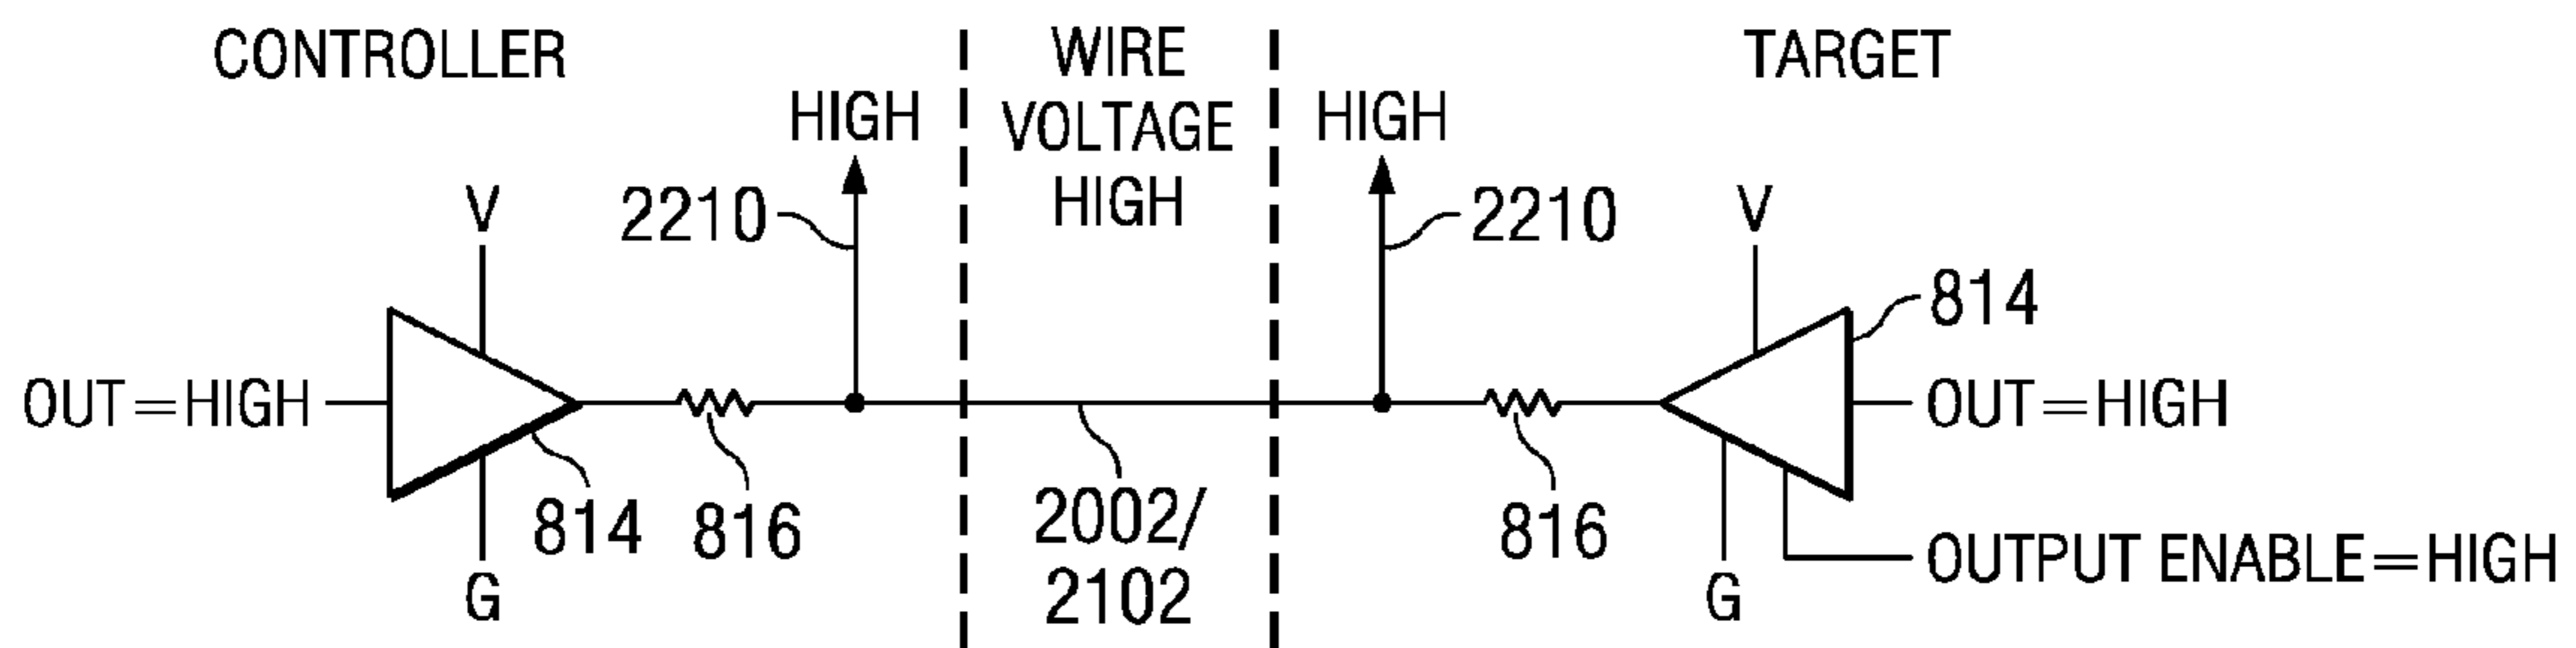 CONTROLLER
WIRE
VOLTAGE
HIGH
TARGET
HIGH
HIGH
V
2210
2210
V
814
OUT=HIGH
OUT=HIGH
814
816
2002/
2102
816
OUTPUT ENABLE=HIGH
G
G